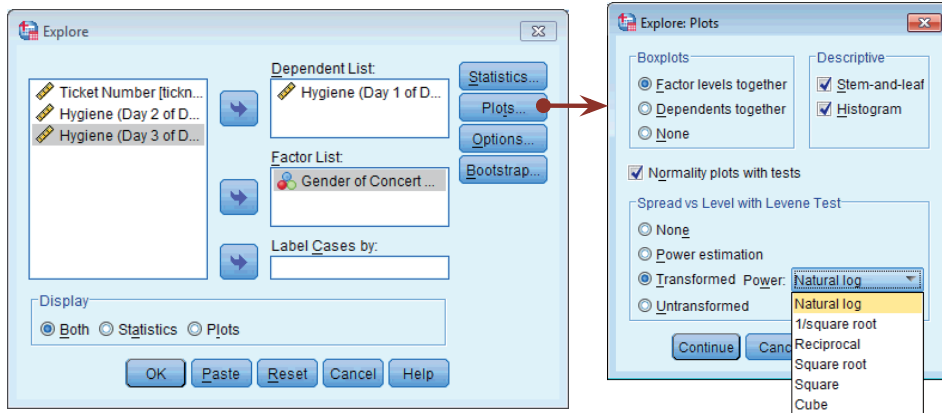 Explore
Ticket Number [tickn...
Hygiene (Day 2 of D...
Hygiene (Day 3 of D...
Dependent List:
Hygiene (Day 1 of D...
Factor List:
Gender of Concert ...
Label Cases by:
Statistics...
Plots...
Options...
Bootstrap...
Display
Both Statistics Plots
OK Paste Reset Cancel Help
Explore: Plots
Boxplots
Factor levels together
Dependents together
None
Descriptive
Stem-and-leaf
Histogram
Normality plots with tests
Spread vs Level with Levene Test
None
Power estimation
Transformed Power: Natural log
Untransformed
Natural log
1/square root
Reciprocal
Square root
Square
Cube
Continue Canc